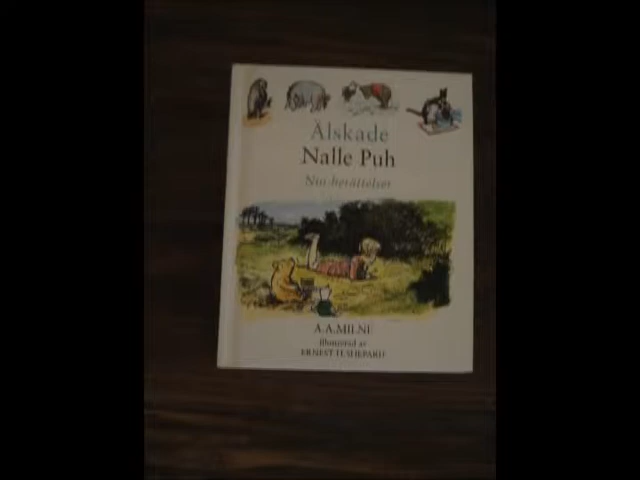 Älskade
Nalle Puh
Nio berättelser
A.A.MILNE
Illustrerad av
ERNEST H. SHEPARD